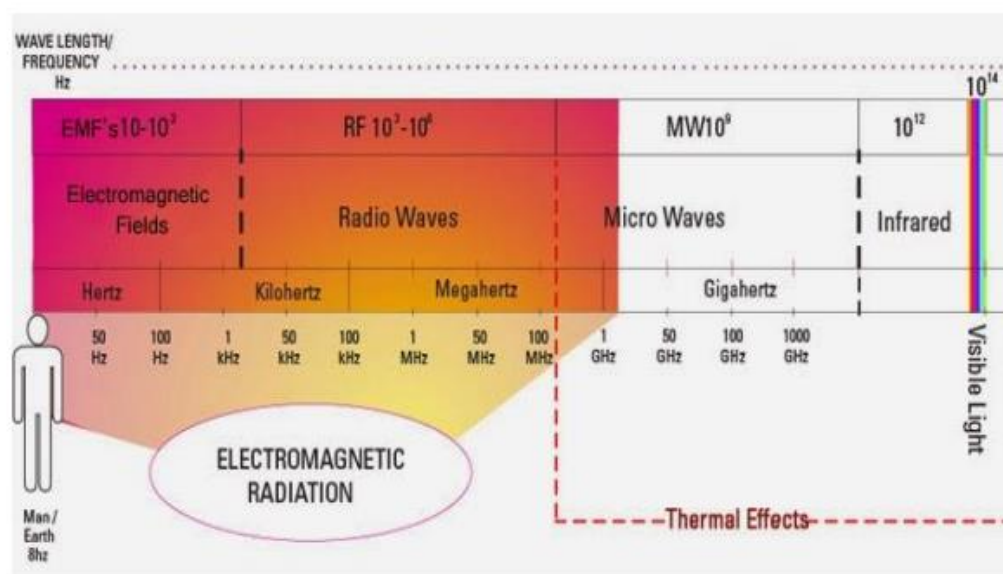 WAVE LENGTH/
FREQUENCY
Hz
10¹⁴
EMF's10-10³
RF 10³-10⁶
MW10⁹
10¹²
Electromagnetic
Fields
Radio Waves
Micro Waves
Infrared
Hertz
Kilohertz
Megahertz
Gigahertz
50
Hz
100
Hz
1
kHz
50
kHz
100
kHz
1
MHz
50
MHz
100
MHz
1
GHz
50
GHz
100
GHz
1000
GHz
Visible Light
ELECTROMAGNETIC
RADIATION
Thermal Effects
Man /
Earth
8hz